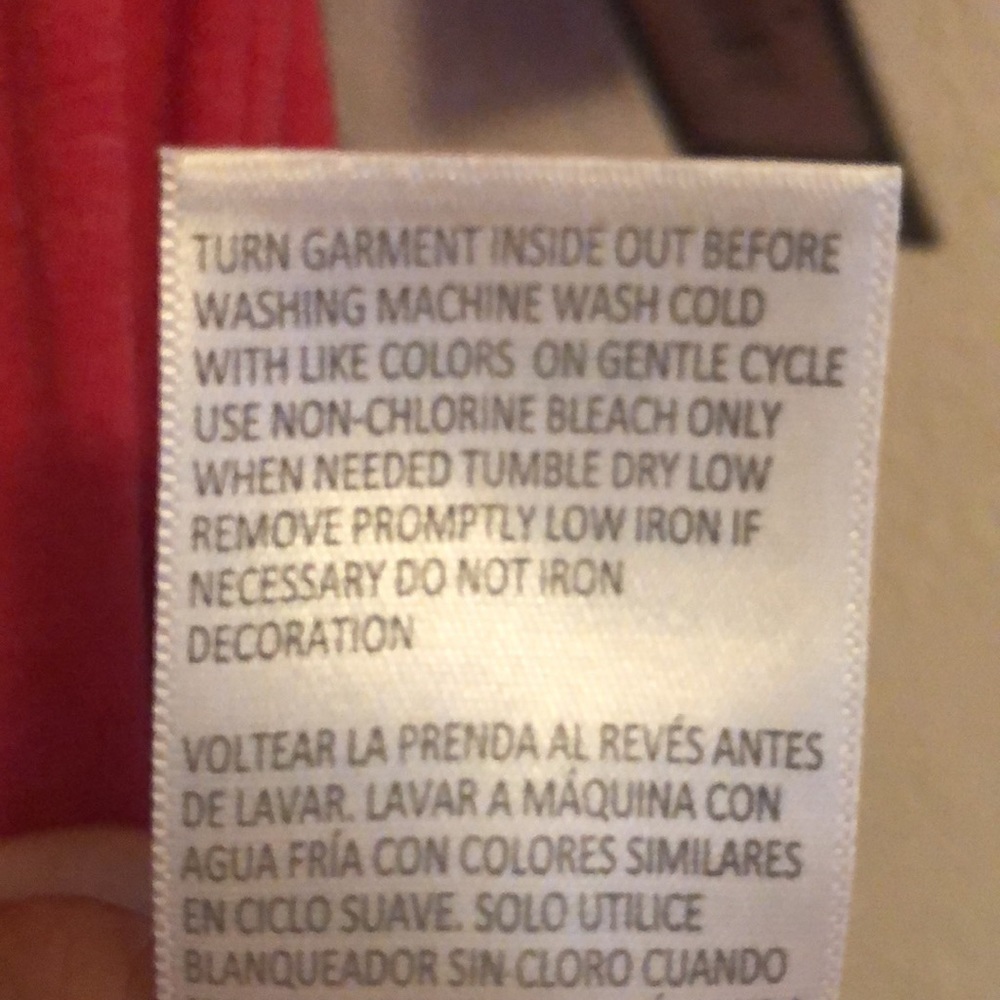 TURN GARMENT INSIDE OUT BEFORE
WASHING MACHINE WASH COLD
WITH LIKE COLORS ON GENTLE CYCLE
USE NON-CHLORINE BLEACH ONLY
WHEN NEEDED TUMBLE DRY LOW
REMOVE PROMPTLY LOW IRON IF
NECESSARY DO NOT IRON
DECORATION
VOLTEAR LA PRENDA AL REVÉS ANTES
DE LAVAR. LAVAR A MÁQUINA CON
AGUA FRÍA CON COLORES SIMILARES
EN CICLO SUAVE. SOLO UTILICE
BLANQUEADOR SIN CLORO CUANDO